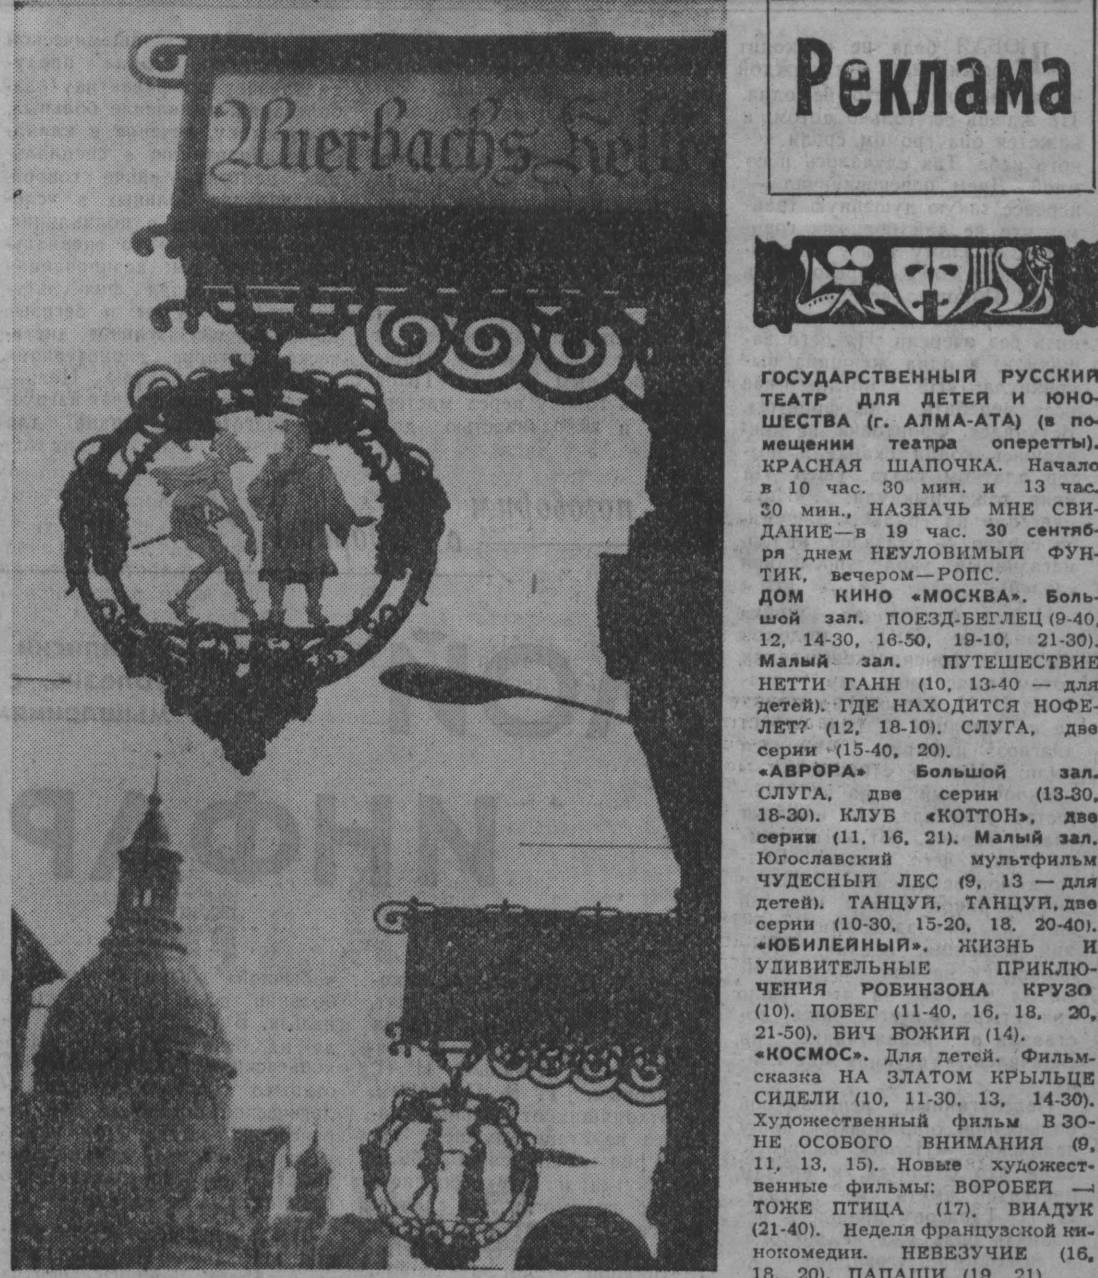 Auerbachs Kell
Реклама
ГОСУДАРСТВЕННЫЙ РУССКИЙ
ТЕАТР ДЛЯ ДЕТЕЙ И ЮНО-
ШЕСТВА (г. АЛМА-АТА) (в по-
мещении театра оперетты).
КРАСНАЯ ШАПОЧКА. Начало
в 10 час. 30 мин. и 13 час.
30 мин., НАЗНАЧЬ МНЕ СВИ-
ДАНИЕ—в 19 час. 30 сентяб-
ря днем НЕУЛОВИМЫЙ ФУН-
ТИК, вечером—РОПС.
ДОМ КИНО «МОСКВА». Боль-
шой зал. ПОЕЗД-БЕГЛЕЦ (9-40,
12, 14-30, 16-50, 19-10, 21-30).
Малый зал. ПУТЕШЕСТВИЕ
НЕТТИ ГАНН (10, 13-40 — для
детей). ГДЕ НАХОДИТСЯ НОФЕ-
ЛЕТ? (12, 18-10). СЛУГА, две
серии (15-40, 20).
«АВРОРА» Большой зал.
СЛУГА, две серии (13-30,
18-30). КЛУБ «КОТТОН», две
серии (11, 16, 21). Малый зал.
Югославский мультфильм
ЧУДЕСНЫЙ ЛЕС (9, 13 — для
детей). ТАНЦУЙ, ТАНЦУЙ, две
серии (10-30, 15-20, 18, 20-40).
«ЮБИЛЕЙНЫЙ». ЖИЗНЬ И
УДИВИТЕЛЬНЫЕ ПРИКЛЮ-
ЧЕНИЯ РОБИНЗОНА КРУЗО
(10). ПОБЕГ (11-40, 16, 18, 20,
21-50). БИЧ БОЖИЙ (14).
«КОСМОС». Для детей. Фильм-
сказка НА ЗЛАТОМ КРЫЛЬЦЕ
СИДЕЛИ (10, 11-30, 13, 14-30).
Художественный фильм В ЗО-
НЕ ОСОБОГО ВНИМАНИЯ (9,
11, 13, 15). Новые художест-
венные фильмы: ВОРОБЕЙ —
ТОЖЕ ПТИЦА (17). ВИАДУК
(21-40). Неделя французской ки-
нокомедии. НЕВЕЗУЧИЕ (16,
18, 20). ПАПАШИ (19, 21).